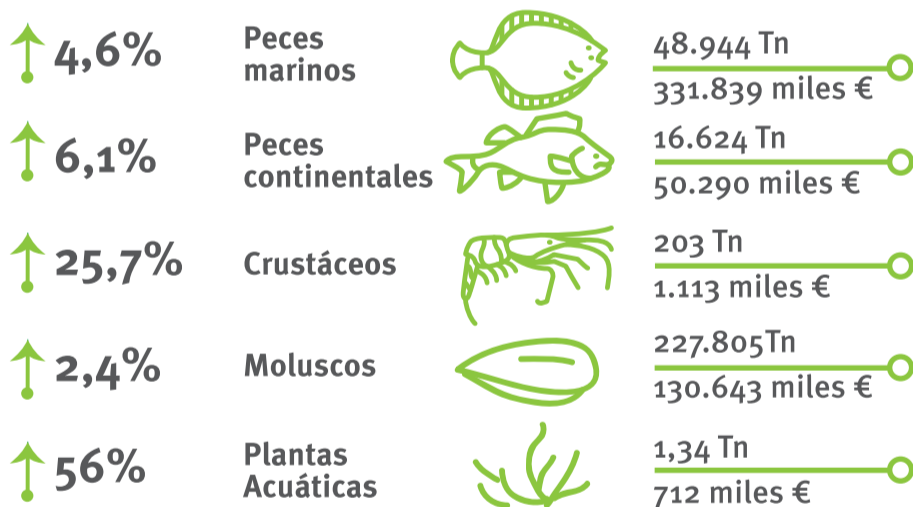 4,6%
Peces
marinos
48.944 Tn
331.839 miles €
6,1%
Peces
continentales
16.624 Tn
50.290 miles €
25,7%
Crustáceos
203 Tn
1.113 miles €
2,4%
Moluscos
227.805Tn
130.643 miles €
56%
Plantas
Acuáticas
1,34 Tn
712 miles €